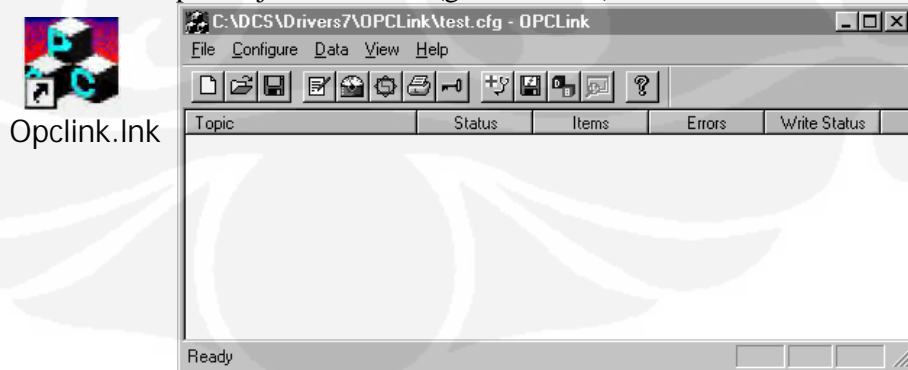 C:\DCS\Drivers7\OPCLink\test.cfg - OPCLink
File Configure Data View Help
Topic Status Items Errors Write Status
Opclink.lnk
Ready